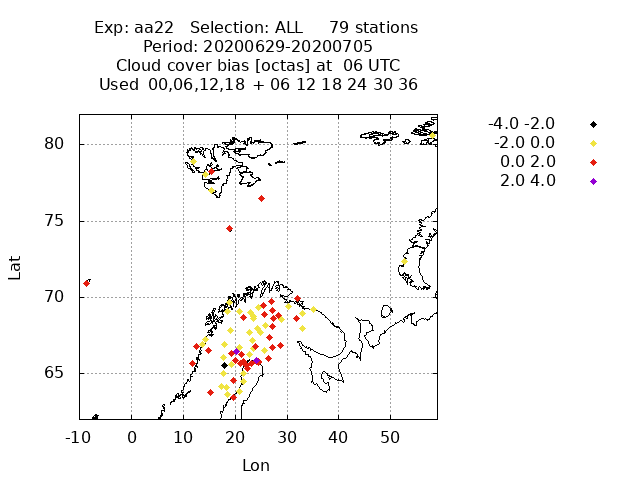 Exp: aa22 Selection: ALL 79 stations
Period: 20200629-20200705
Cloud cover bias [octas] at 06 UTC
Used 00,06,12,18 + 06 12 18 24 30 36
-4.0 -2.0
-2.0 0.0
0.0 2.0
2.0 4.0
80
75
70
65
Lat
-10 0 10 20 30 40 50
Lon